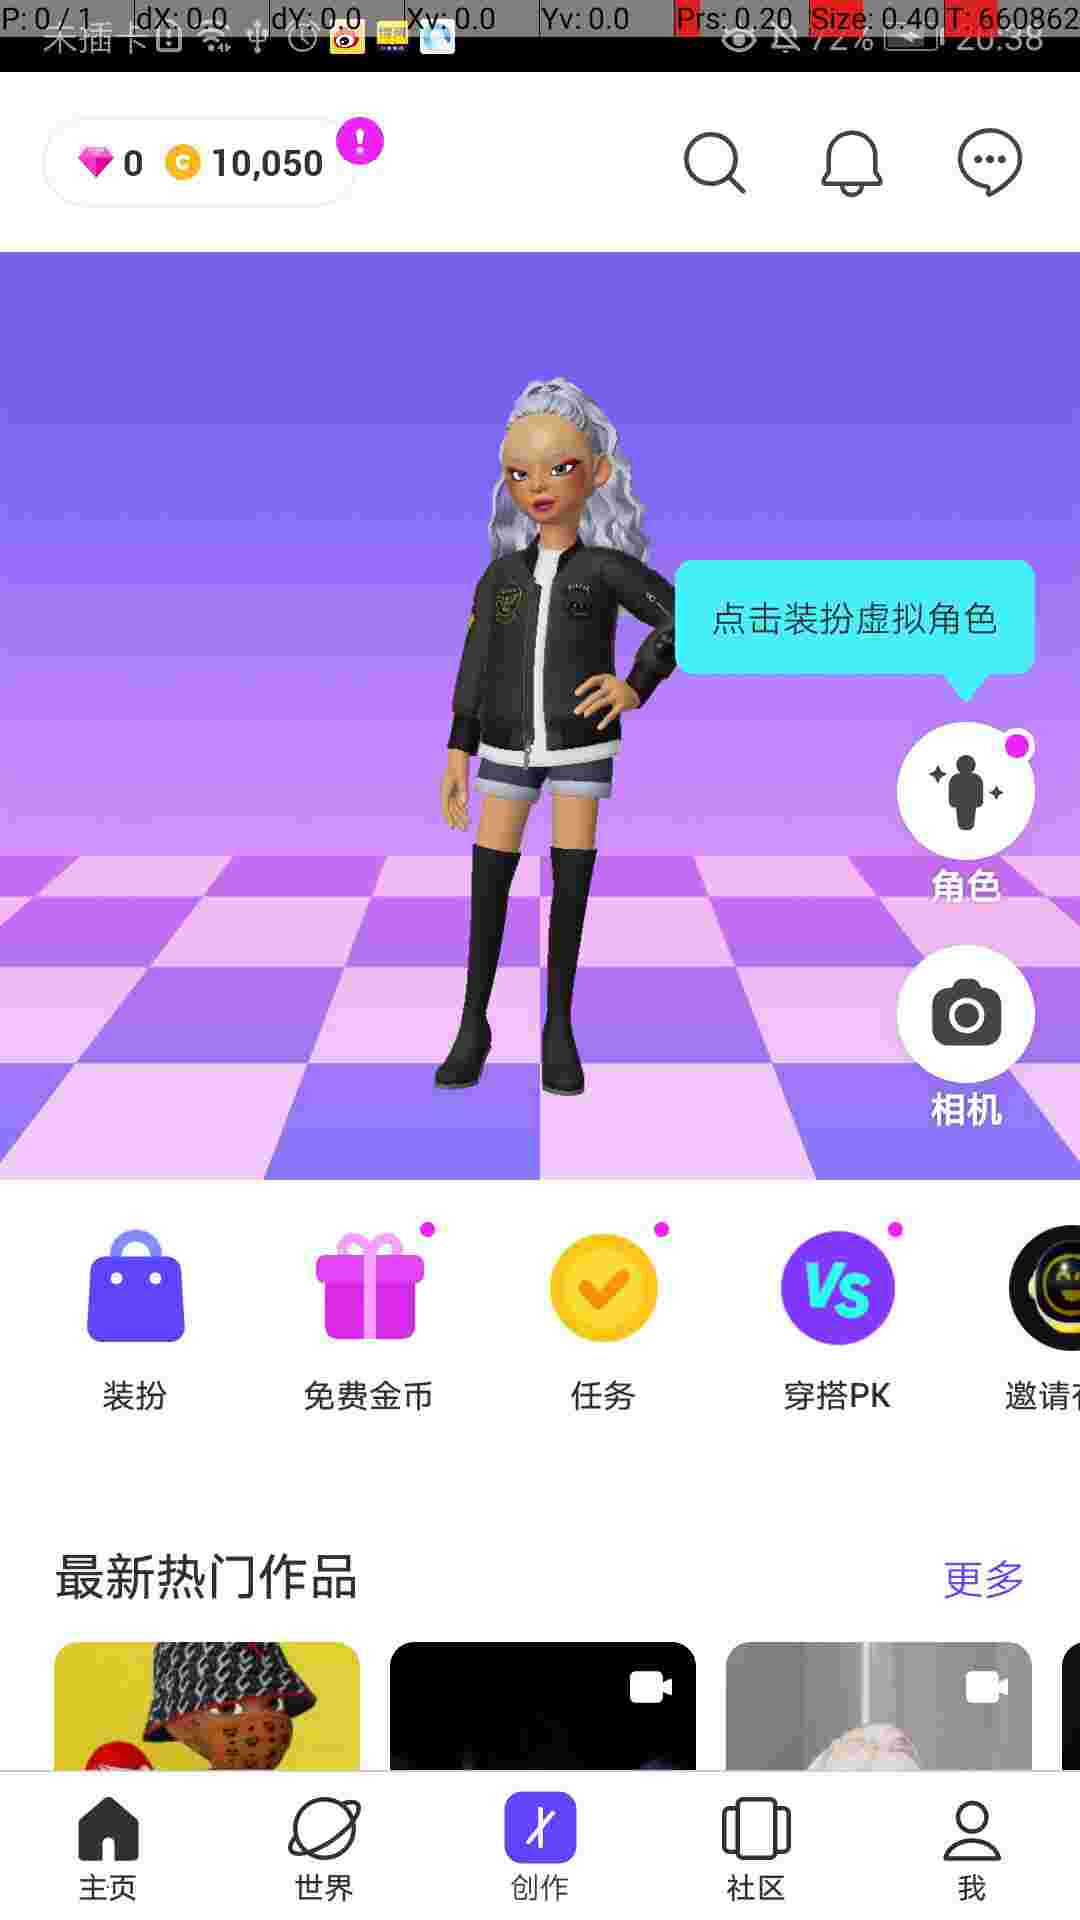 P: 0 / 1 dX: 0.0 dY: 0.0 Xv: 0.0 Yv: 0.0 Prs: 0.20 Size: 0.40 T: 660862
未插卡 72% 20:38
0 C 10,050 !
点击装扮虚拟角色
角色
相机
VS
装扮 免费金币 任务 穿搭PK 邀请
最新热门作品 更多
主页 世界 创作 社区 我